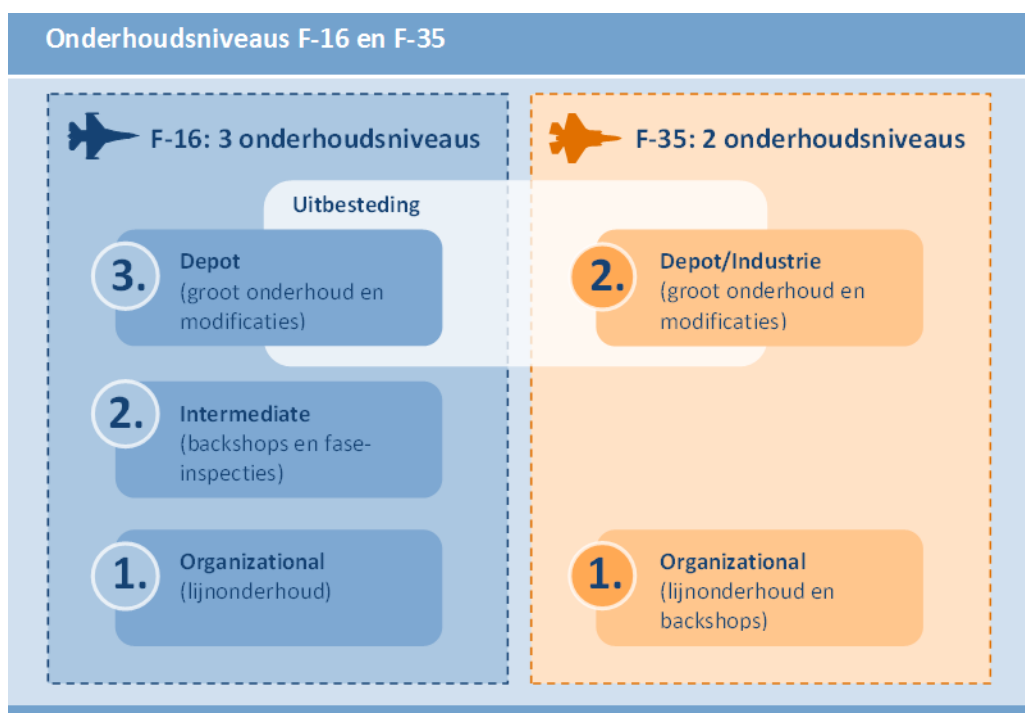 Onderhoudsniveaus F-16 en F-35
F-16: 3 onderhoudsniveaus
Uitbesteding
3.
Depot
(groot onderhoud en
modificaties)
2.
Intermediate
(backshops en fase-
inspecties)
1.
Organizational
(lijnonderhoud)
F-35: 2 onderhoudsniveaus
2.
Depot/Industrie
(groot onderhoud en
modificaties)
1.
Organizational
(lijnonderhoud en
backshops)